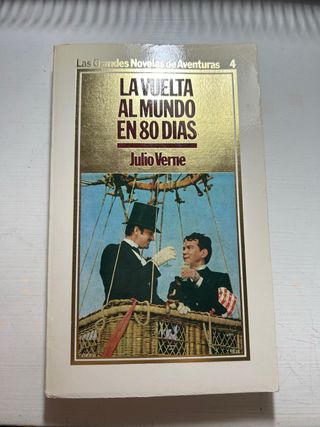 Las Grandes Novelas de Aventuras 4
LA VUELTA
AL MUNDO
EN 80 DIAS
Julio Verne